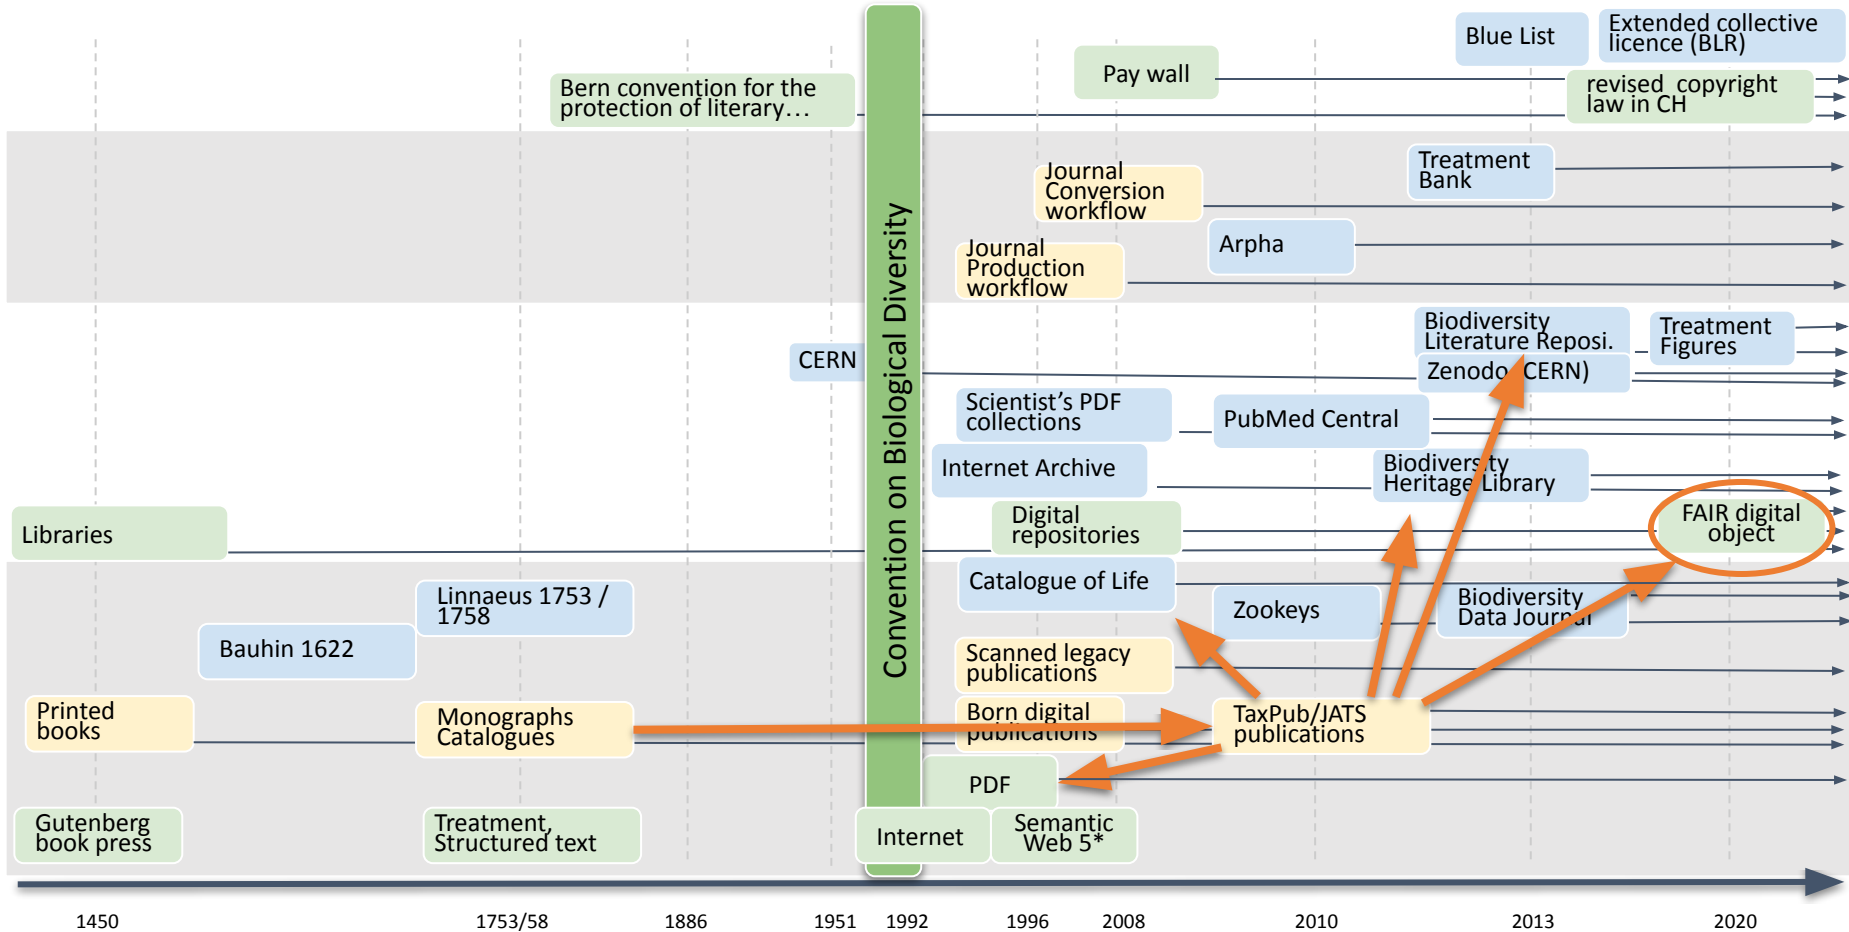 Blue List
Extended collective
licence (BLR)
Pay wall
Bern convention for the
protection of literary…
revised copyright
law in CH
Treatment
Bank
Journal
Conversion
workflow
Arpha
Journal
Production
workflow
Convention on Biological Diversity
Biodiversity
Literature Reposi.
Treatment
Figures
CERN
Zenodo (CERN)
Scientist’s PDF
collections
PubMed Central
Internet Archive
Biodiversity
Heritage Library
Libraries
Digital
repositories
FAIR digital
object
Catalogue of Life
Linnaeus 1753 /
1758
Zookeys
Biodiversity
Data Journal
Bauhin 1622
Scanned legacy
publications
Printed
books
Monographs
Catalogues
Born digital
publications
TaxPub/JATS
publications
PDF
Gutenberg
book press
Treatment,
Structured text
Internet
Semantic
Web 5*
1450
1753/58
1886
1951
1992
1996
2008
2010
2013
2020